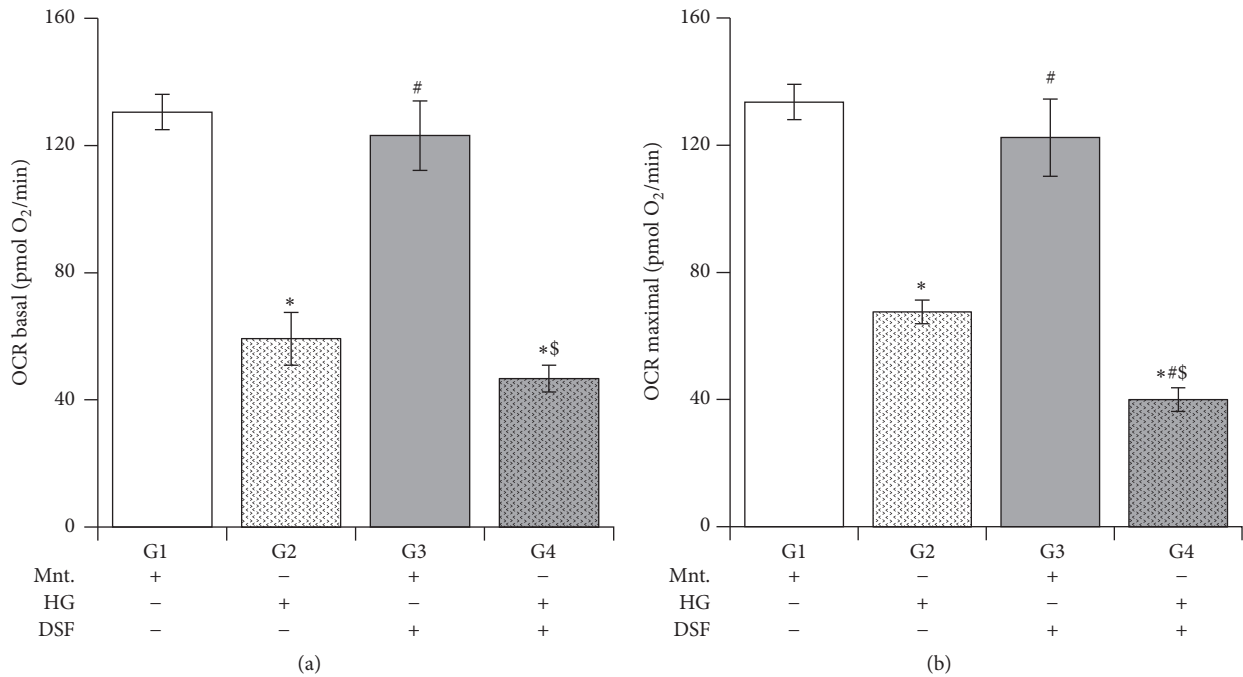 160
120
80
40
0
OCR basal (pmol O₂/min)
*
#
*$
G1 G2 G3 G4
Mnt. + − + −
HG − + − +
DSF − − + +
(a)
160
120
80
40
0
OCR maximal (pmol O₂/min)
*
#
*#$
G1 G2 G3 G4
Mnt. + − + −
HG − + − +
DSF − − + +
(b)